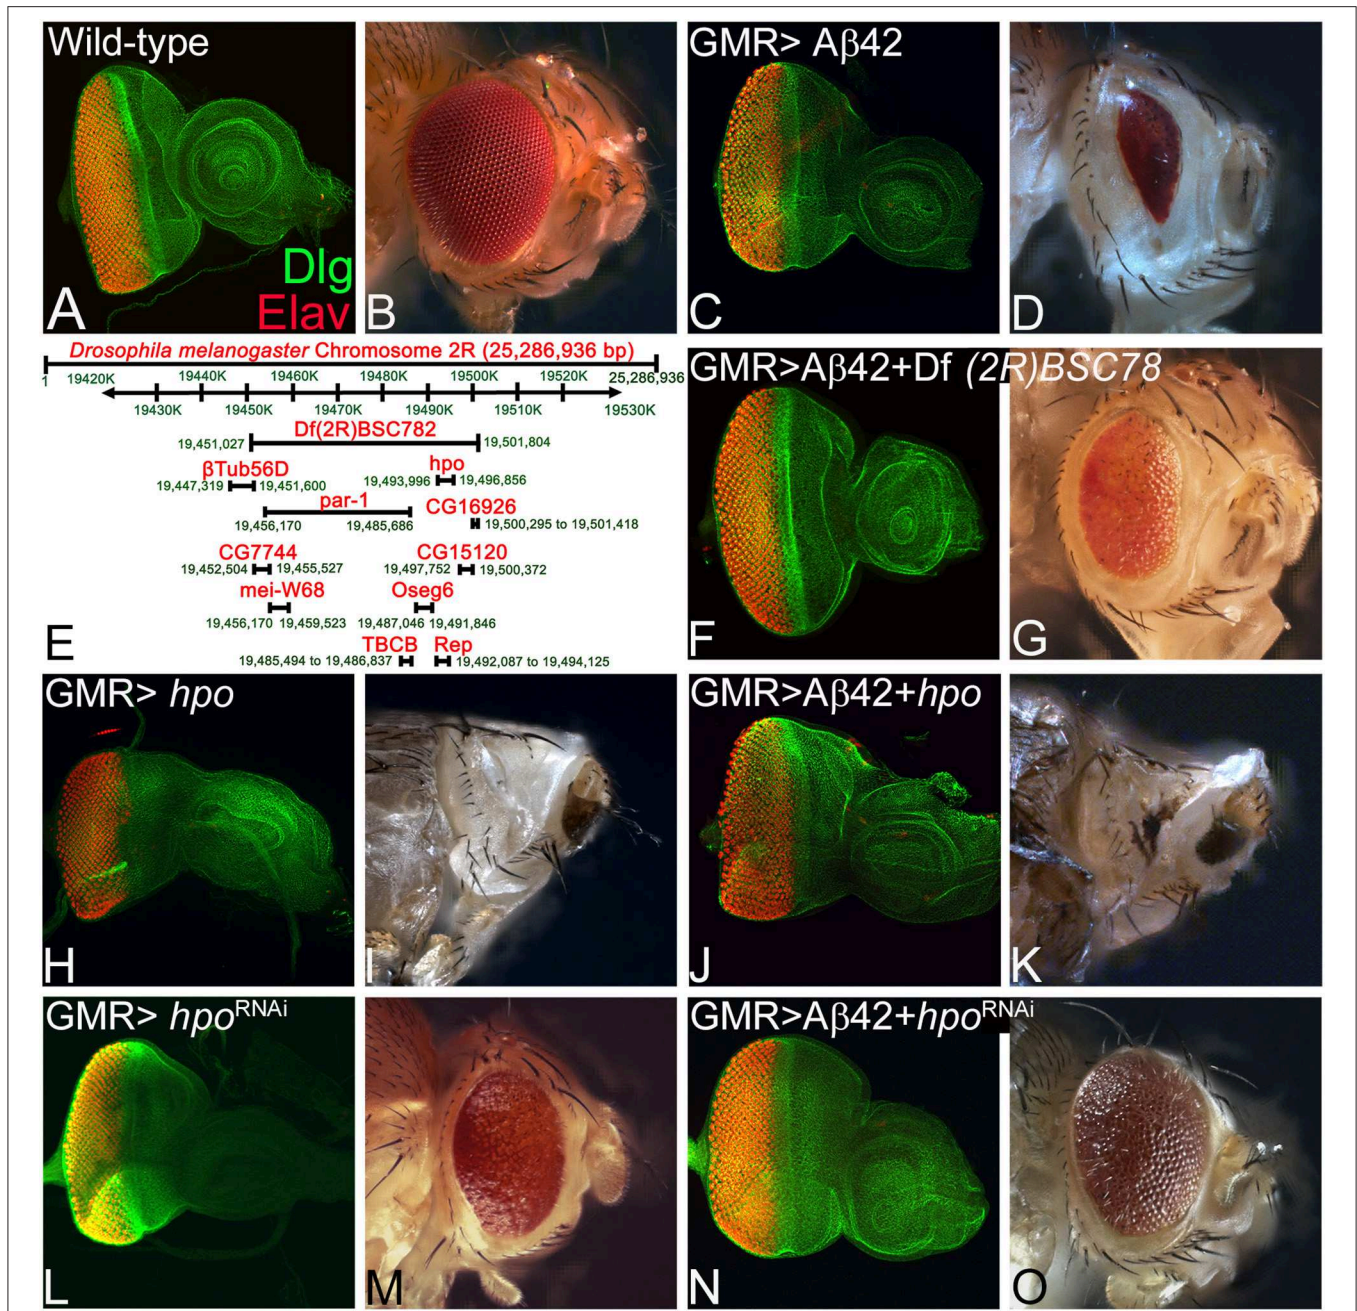 Wild-type
Dlg
Elav
A
B
GMR> Aβ42
C
D
Drosophila melanogaster Chromosome 2R (25,286,936 bp)
1 19420K 19440K 19460K 19480K 19500K 19520K 25,286,936
19430K 19450K 19470K 19490K 19510K 19530K
Df(2R)BSC782
19,451,027 19,501,804
βTub56D hpo
19,447,319 19,451,600 19,493,996 19,496,856
par-1 CG16926
19,456,170 19,485,686 19,500,295 to 19,501,418
CG7744 CG15120
19,452,504 19,455,527 19,497,752 19,500,372
mei-W68 Oseg6
19,456,170 19,459,523 19,487,046 19,491,846
TBCB Rep
19,485,494 to 19,486,837 19,492,087 to 19,494,125
E
GMR>Aβ42+Df (2R)BSC78
F
G
GMR> hpo
H
I
GMR>Aβ42+hpo
J
K
GMR> hpoRNAi
L
M
GMR>Aβ42+hpoRNAi
N
O